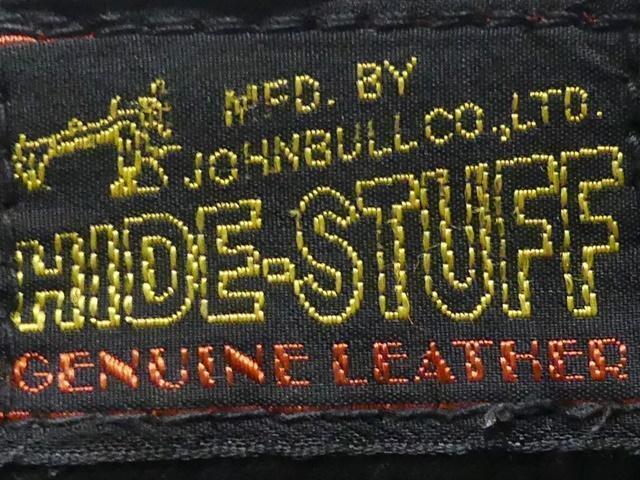 MFD. BY
JOHNBULL CO.,LTD.
HIDE-STUFF
GENUINE LEATHER